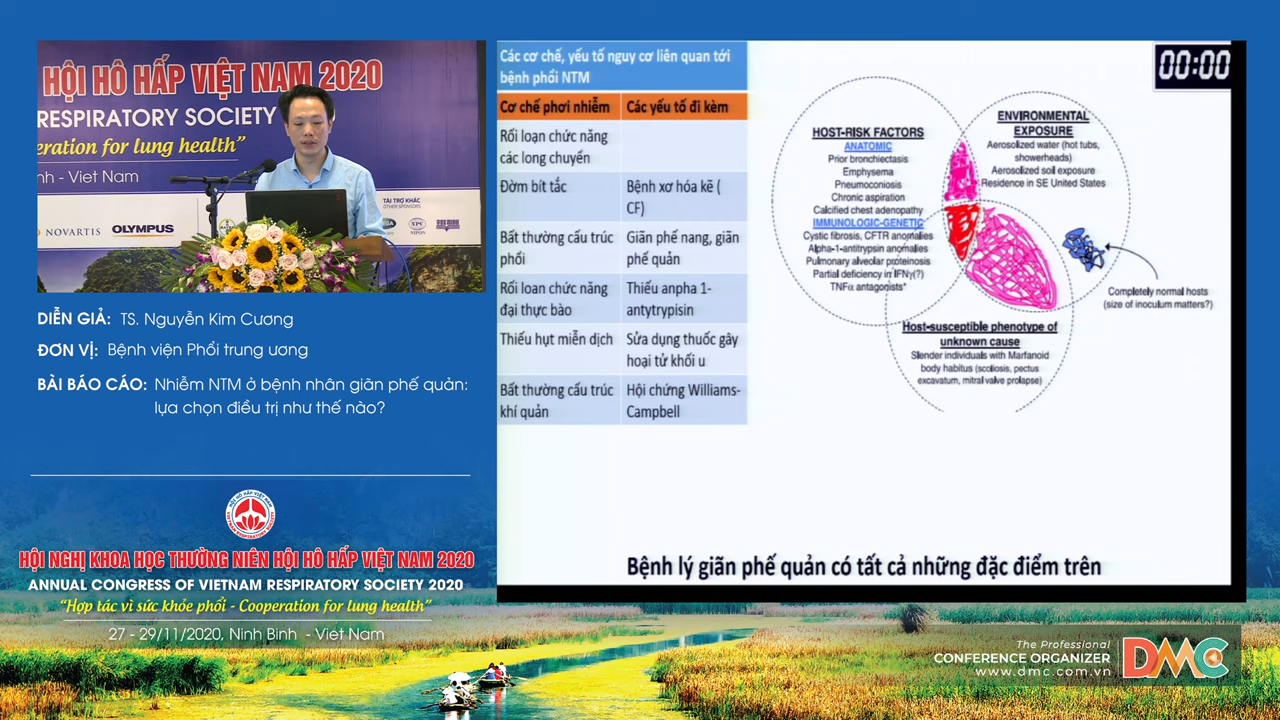 HỘI HÔ HẤP VIỆT NAM 2020
RESPIRATORY SOCIETY
eration for lung health”
nh - Viet Nam
TÀI TRỢ KHÁC
OTHER SPONSORS
NOVARTIS
OLYMPUS
NIPON
DIỄN GIẢ: TS. Nguyễn Kim Cương
ĐƠN VỊ: Bệnh viện Phổi trung ương
BÀI BÁO CÁO: Nhiễm NTM ở bệnh nhân giãn phế quản:
lựa chọn điều trị như thế nào?
HỘI NGHỊ KHOA HỌC THƯỜNG NIÊN HỘI HÔ HẤP VIỆT NAM 2020
ANNUAL CONGRESS OF VIETNAM RESPIRATORY SOCIETY 2020
“Hợp tác vì sức khỏe phổi - Cooperation for lung health”
27 - 29/11/2020, Ninh Binh - Viet Nam
Các cơ chế, yếu tố nguy cơ liên quan tới
bệnh phổi NTM
Cơ chế phơi nhiễm Các yếu tố đi kèm
Rối loạn chức năng
các long chuyển
Đờm bít tắc
Bệnh xơ hóa kẽ (
CF)
Bất thường cấu trúc
phổi
Giãn phế nang, giãn
phế quản
Rối loạn chức năng
đại thực bào
Thiếu anpha 1-
antytrypisin
Thiếu hụt miễn dịch
Sửa dụng thuốc gây
hoại tử khối u
Bất thường cấu trúc
khí quản
Hội chứng Williams-
Campbell
00:00
HOST-RISK FACTORS
ANATOMIC
Prior bronchiectasis
Emphysema
Pneumoconiosis
Chronic aspiration
Calcified chest adenopathy
IMMUNOLOGIC-GENETIC
Cystic fibrosis, CFTR anomalies
Alpha-1-antitrypsin anomalies
Pulmonary alveolar proteinosis
Partial deficiency in IFNγ(?)
TNFα antagonists*
ENVIRONMENTAL
EXPOSURE
Aerosolized water (hot tubs,
showerheads)
Aerosolized soil exposure
Residence in SE United States
Completely normal hosts
(size of inoculum matters?)
Host-susceptible phenotype of
unknown cause
Slender individuals with Marfanoid
body habitus (scoliosis, pectus
excavatum, mitral valve prolapse)
Bệnh lý giãn phế quản có tất cả những đặc điểm trên
The Professional
CONFERENCE ORGANIZER
www.dmc.com.vn
DMC